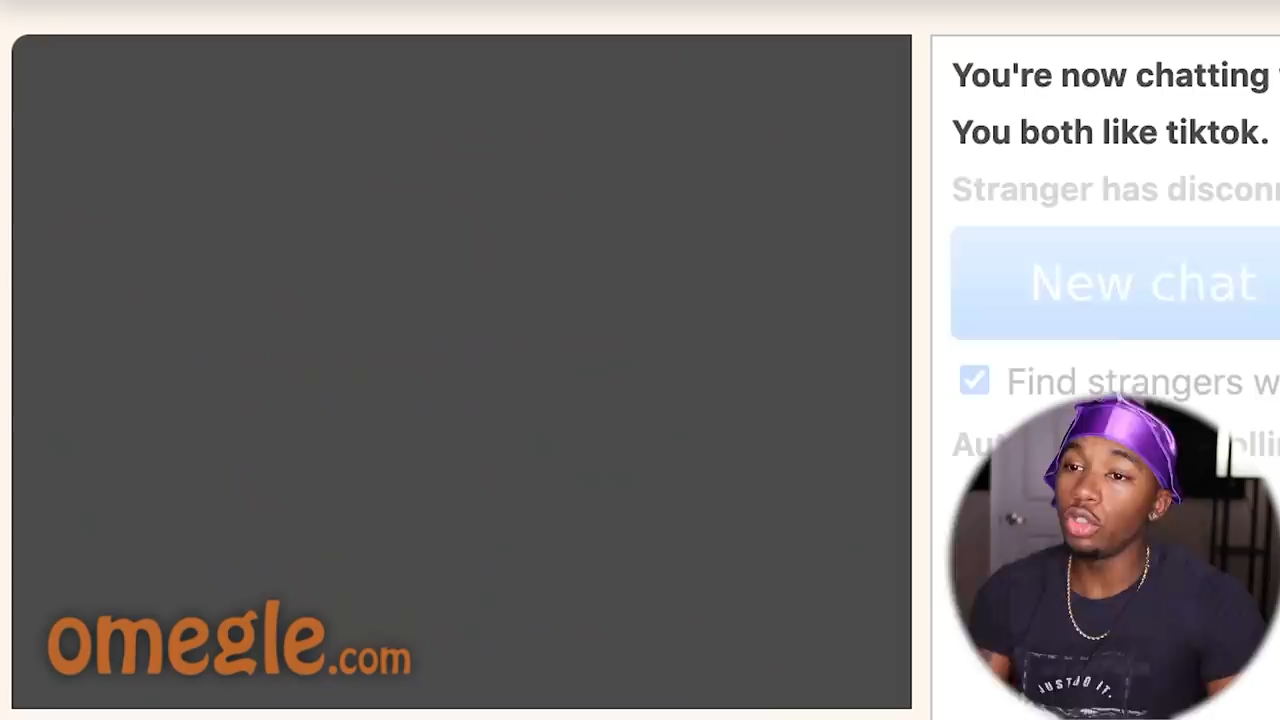 You're now chatting
You both like tiktok.
Stranger has
New chat
Find strangers
omegle.com
JUST DO IT.